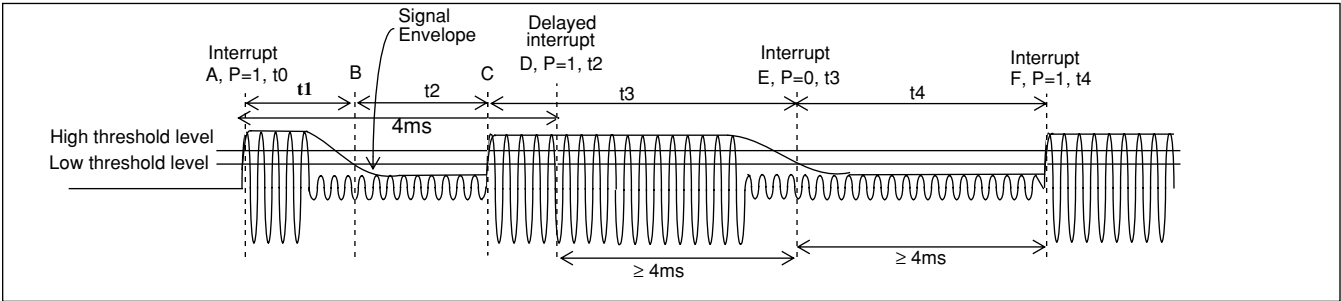 Signal
Envelope
Delayed
interrupt
D, P=1, t2
Interrupt
A, P=1, t0
B
C
Interrupt
E, P=0, t3
Interrupt
F, P=1, t4
t1
t2
t3
t4
4ms
High threshold level
Low threshold level
≥ 4ms
≥ 4ms